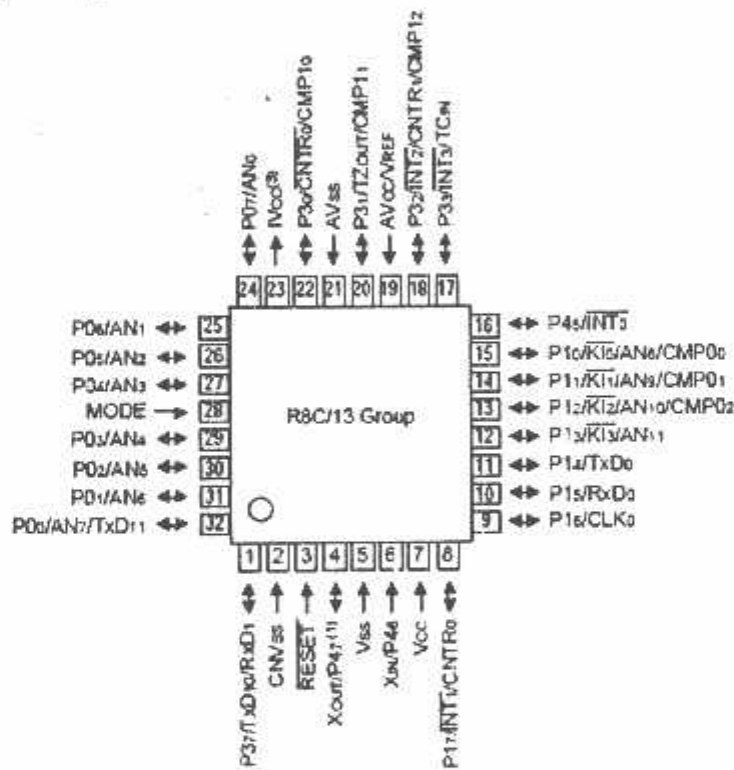 P07/AN0
IVCC(3)
P30/CNTR0/CMP10
AVSS
P31/TZOUT/CMP11
AVCC/VREF
P32/INT2/CNTR1/CMP12
P33/INT3/TCIN
24 23 22 21 20 19 18 17
P06/AN1 25
P05/AN2 26
P04/AN3 27
MODE 28
P03/AN4 29
P02/AN5 30
P01/AN6 31
P00/AN7/TxD11 32
R8C/13 Group
16 P45/INT0
15 P10/KI0/AN8/CMP00
14 P11/KI1/AN9/CMP01
13 P12/KI2/AN10/CMP02
12 P13/KI3/AN11
11 P14/TxD0
10 P15/RxD0
9 P16/CLK0
1 2 3 4 5 6 7 8
P37/TxD10/RxD1
CNVSS
RESET
XOUT/P47(1)
VSS
XIN/P46
VCC
P17/INT1/CNTR0